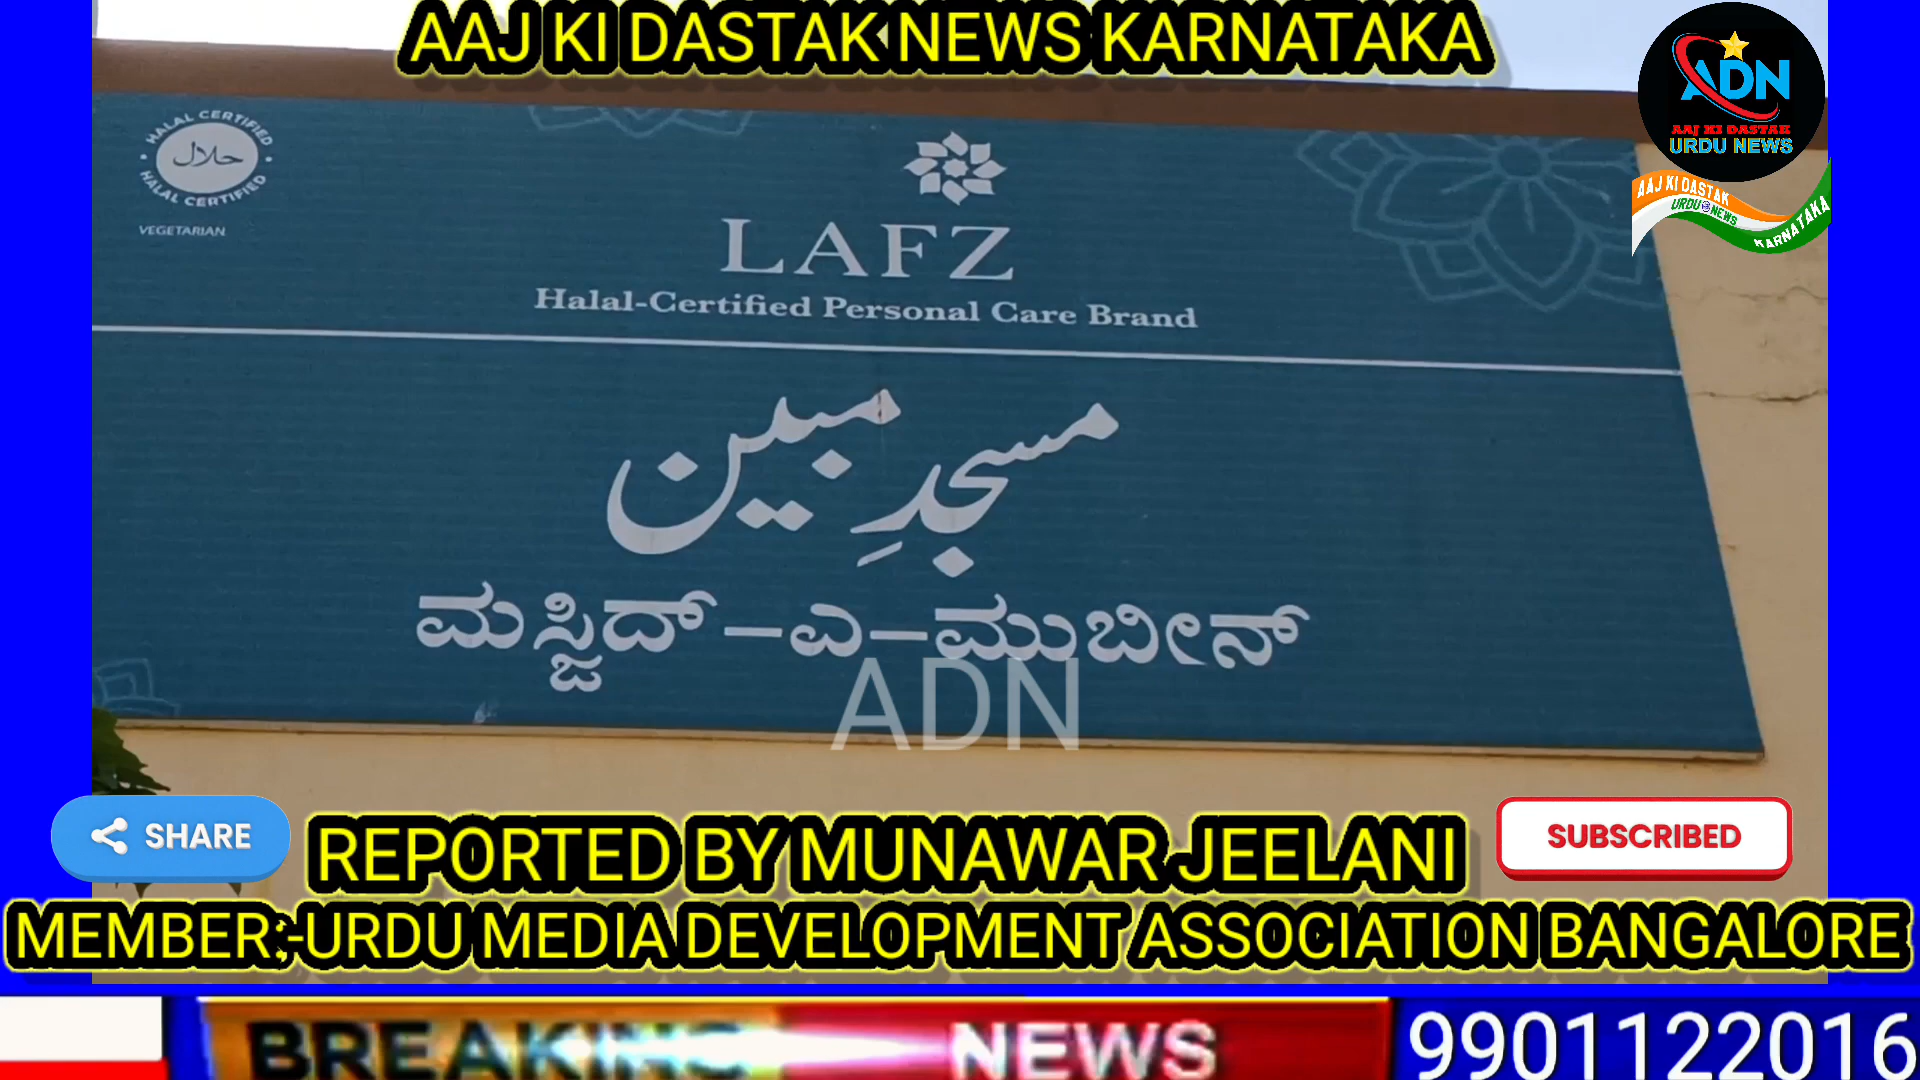 AAJ KI DASTAK NEWS KARNATAKA
ADN
AAJ KI DASTAK
URDU NEWS
AAJ KI DASTAK
URDU NEWS
KARNATAKA
HALAL CERTIFIED
حلال
HALAL CERTIFIED
VEGETARIAN
LAFZ
Halal-Certified Personal Care Brand
مسجدِ مبین
ಮಸ್ಜಿದ್-ಎ-ಮುಬೀನ್
ADN
SHARE
REPORTED BY MUNAWAR JEELANI
SUBSCRIBED
MEMBER:-URDU MEDIA DEVELOPMENT ASSOCIATION BANGALORE
BREAKING NEWS
9901122016